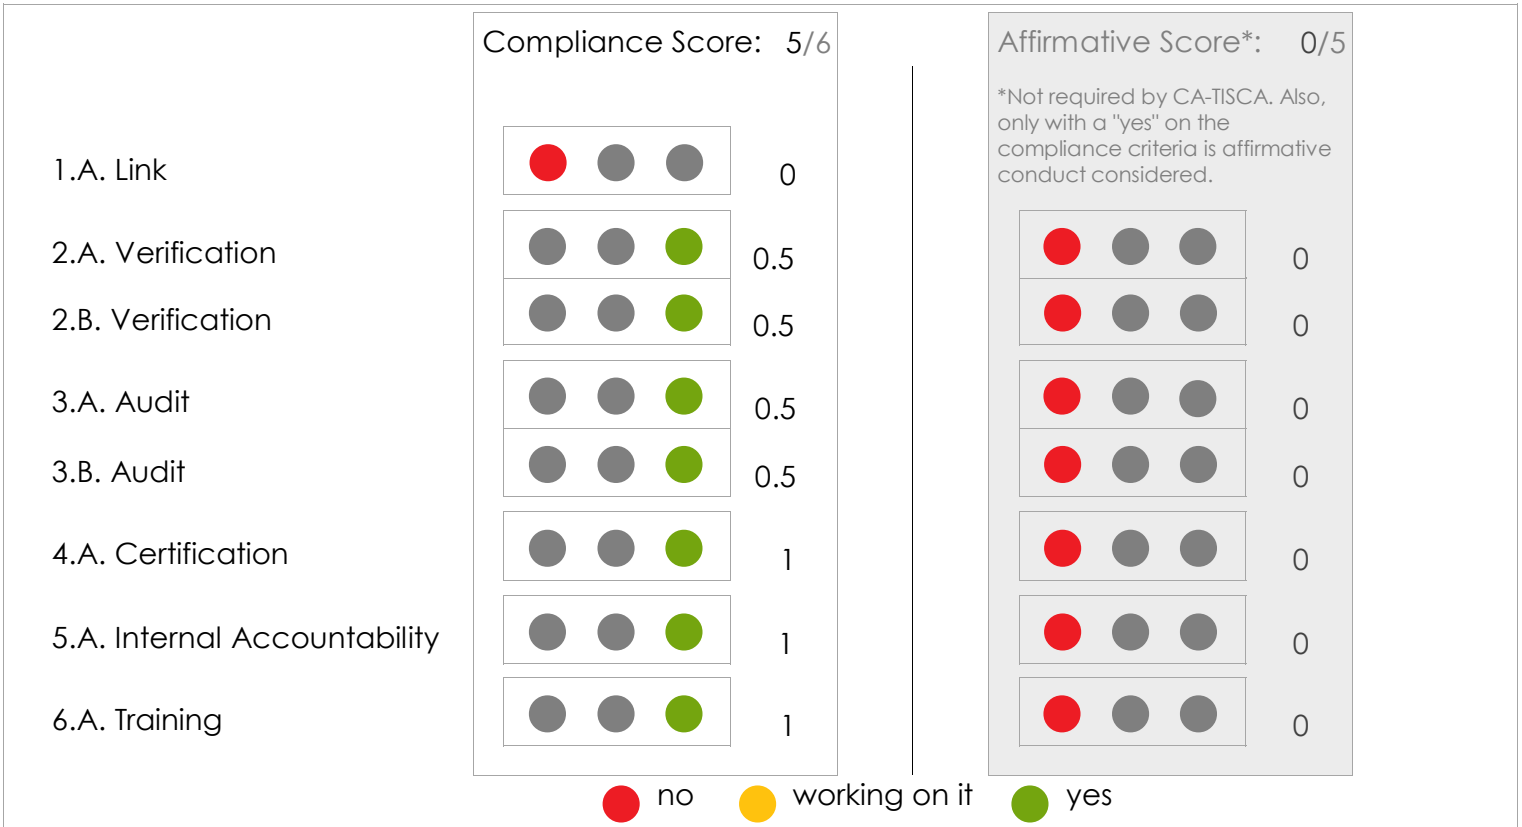 Compliance Score: 5/6
Affirmative Score*: 0/5
*Not required by CA-TISCA. Also,
only with a "yes" on the
compliance criteria is affirmative
conduct considered.
1.A. Link 0
2.A. Verification 0.5 0
2.B. Verification 0.5 0
3.A. Audit 0.5 0
3.B. Audit 0.5 0
4.A. Certification 1 0
5.A. Internal Accountability 1 0
6.A. Training 1 0
no working on it yes